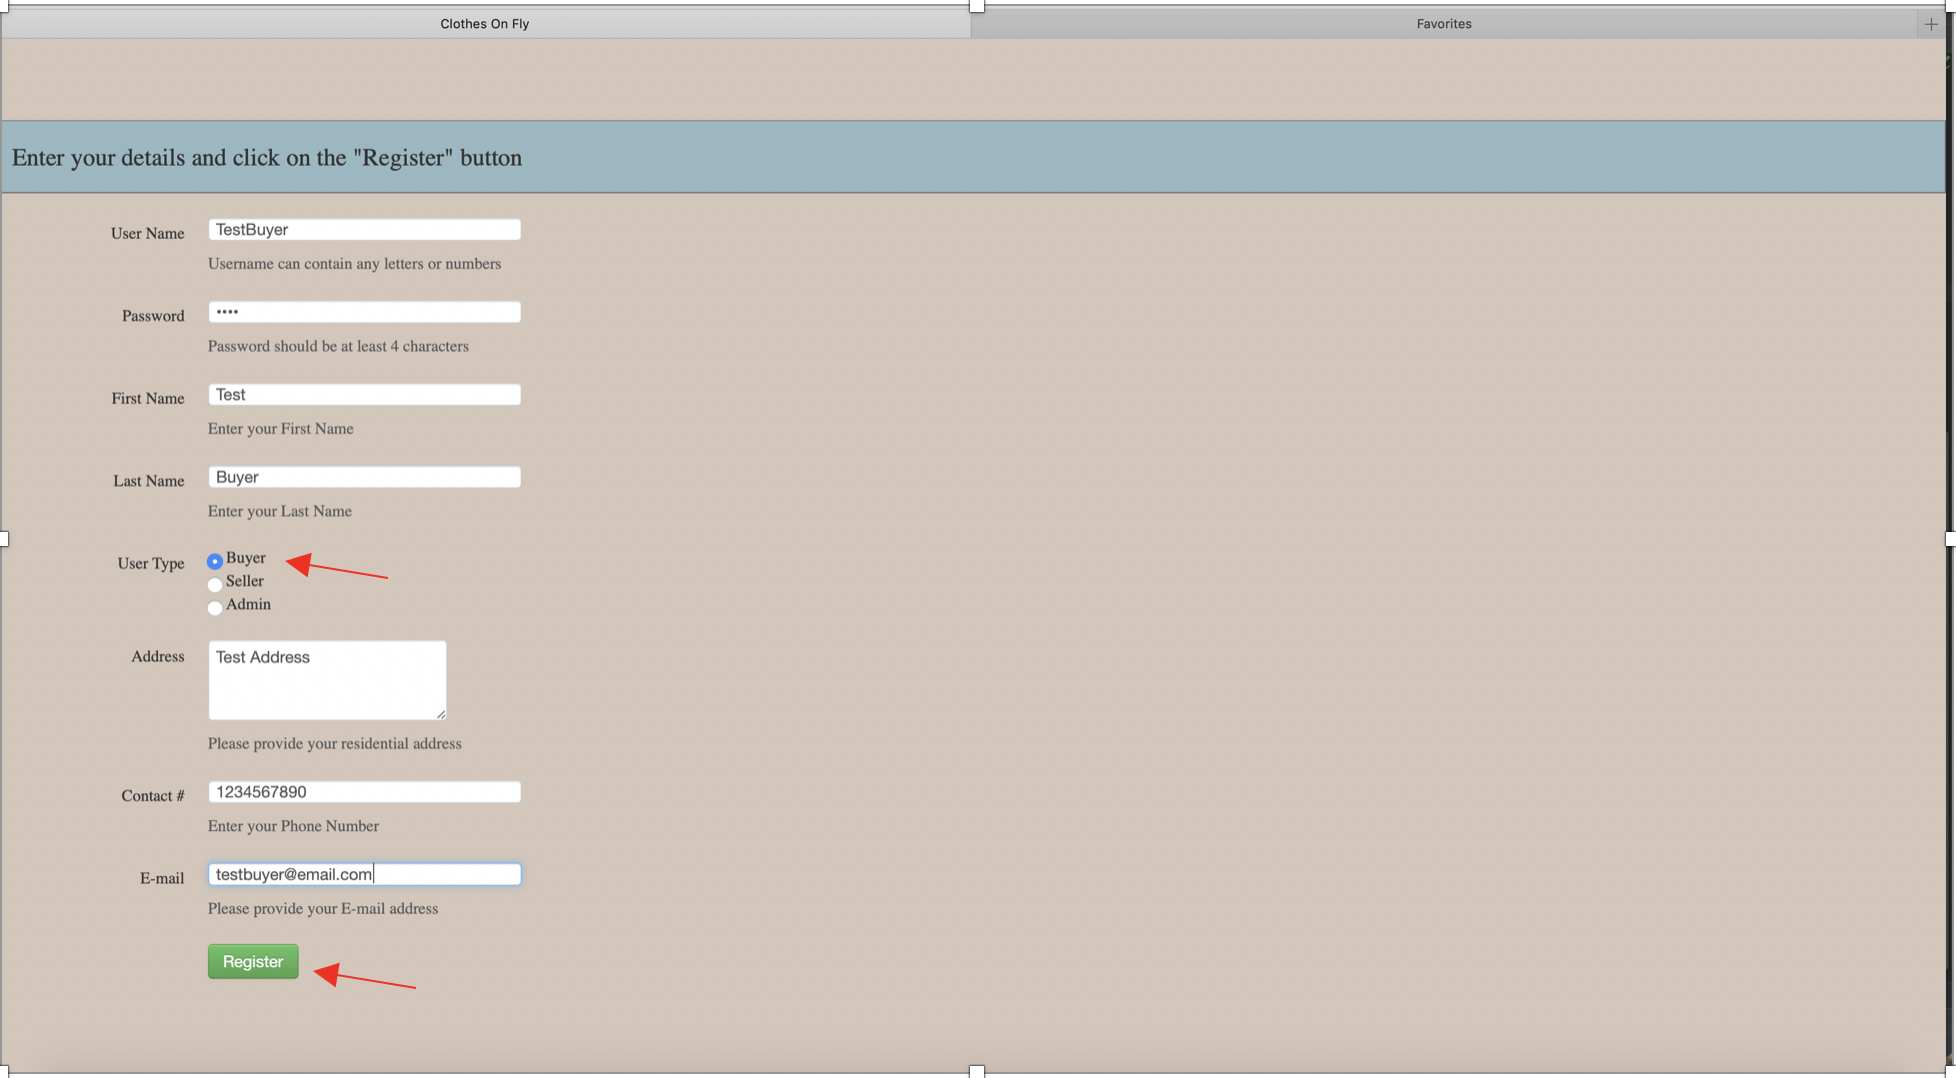 Clothes On Fly
Favorites
Enter your details and click on the "Register" button
User Name
TestBuyer
Username can contain any letters or numbers
Password
••••
Password should be at least 4 characters
First Name
Test
Enter your First Name
Last Name
Buyer
Enter your Last Name
User Type
Buyer
Seller
Admin
Address
Test Address
Please provide your residential address
Contact #
1234567890
Enter your Phone Number
E-mail
testbuyer@email.com
Please provide your E-mail address
Register